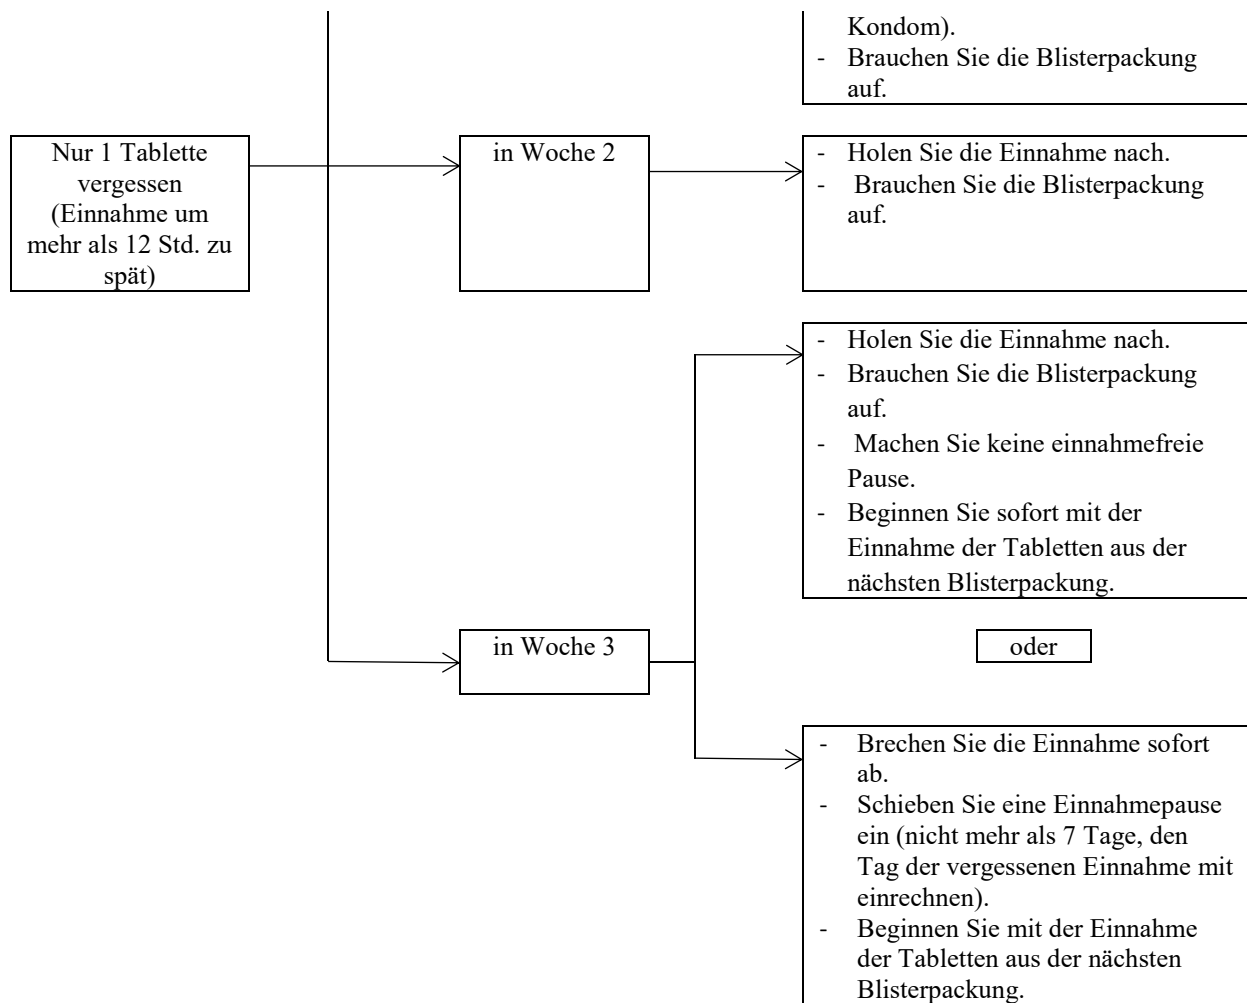 Kondom).
- Brauchen Sie die Blisterpackung
auf.
Nur 1 Tablette
vergessen
(Einnahme um
mehr als 12 Std. zu
spät)
in Woche 2
- Holen Sie die Einnahme nach.
- Brauchen Sie die Blisterpackung
auf.
- Holen Sie die Einnahme nach.
- Brauchen Sie die Blisterpackung
auf.
- Machen Sie keine einnahmefreie
Pause.
- Beginnen Sie sofort mit der
Einnahme der Tabletten aus der
nächsten Blisterpackung.
in Woche 3
oder
- Brechen Sie die Einnahme sofort
ab.
- Schieben Sie eine Einnahmepause
ein (nicht mehr als 7 Tage, den
Tag der vergessenen Einnahme mit
einrechnen).
- Beginnen Sie mit der Einnahme
der Tabletten aus der nächsten
Blisterpackung.